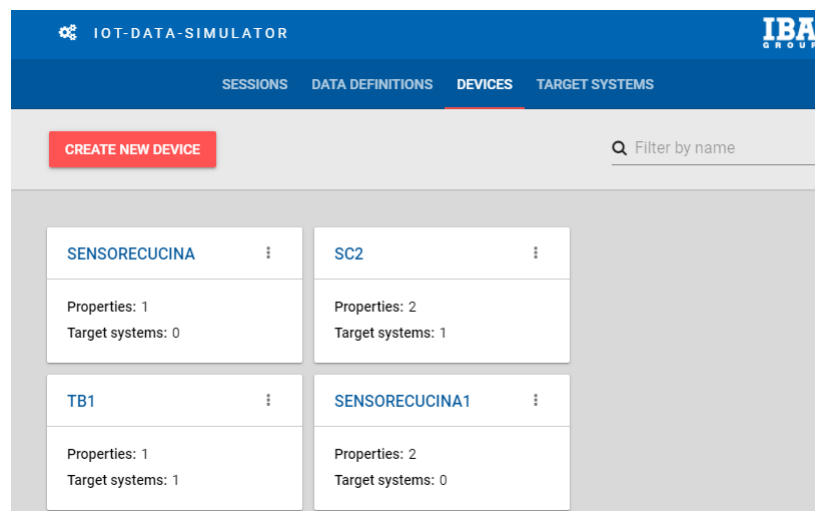 IOT-DATA-SIMULATOR
IBA
GROUP
SESSIONS DATA DEFINITIONS DEVICES TARGET SYSTEMS
CREATE NEW DEVICE
Filter by name
SENSORECUCINA
Properties: 1
Target systems: 0
SC2
Properties: 2
Target systems: 1
TB1
Properties: 1
Target systems: 1
SENSORECUCINA1
Properties: 2
Target systems: 0